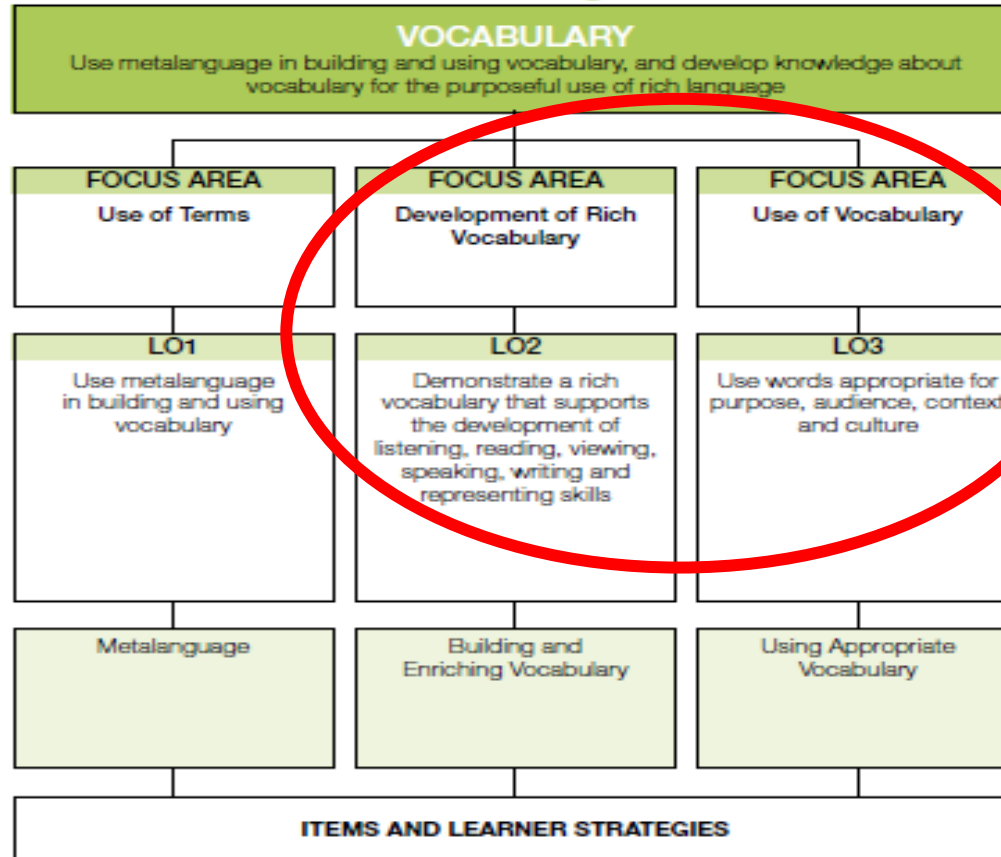 VOCABULARY
Use metalanguage in building and using vocabulary, and develop knowledge about
vocabulary for the purposeful use of rich language
FOCUS AREA
Use of Terms
FOCUS AREA
Development of Rich
Vocabulary
FOCUS AREA
Use of Vocabulary
LO1
Use metalanguage
in building and using
vocabulary
LO2
Demonstrate a rich
vocabulary that supports
the development of
listening, reading, viewing,
speaking, writing and
representing skills
LO3
Use words appropriate for
purpose, audience, context
and culture
Metalanguage
Building and
Enriching Vocabulary
Using Appropriate
Vocabulary
ITEMS AND LEARNER STRATEGIES